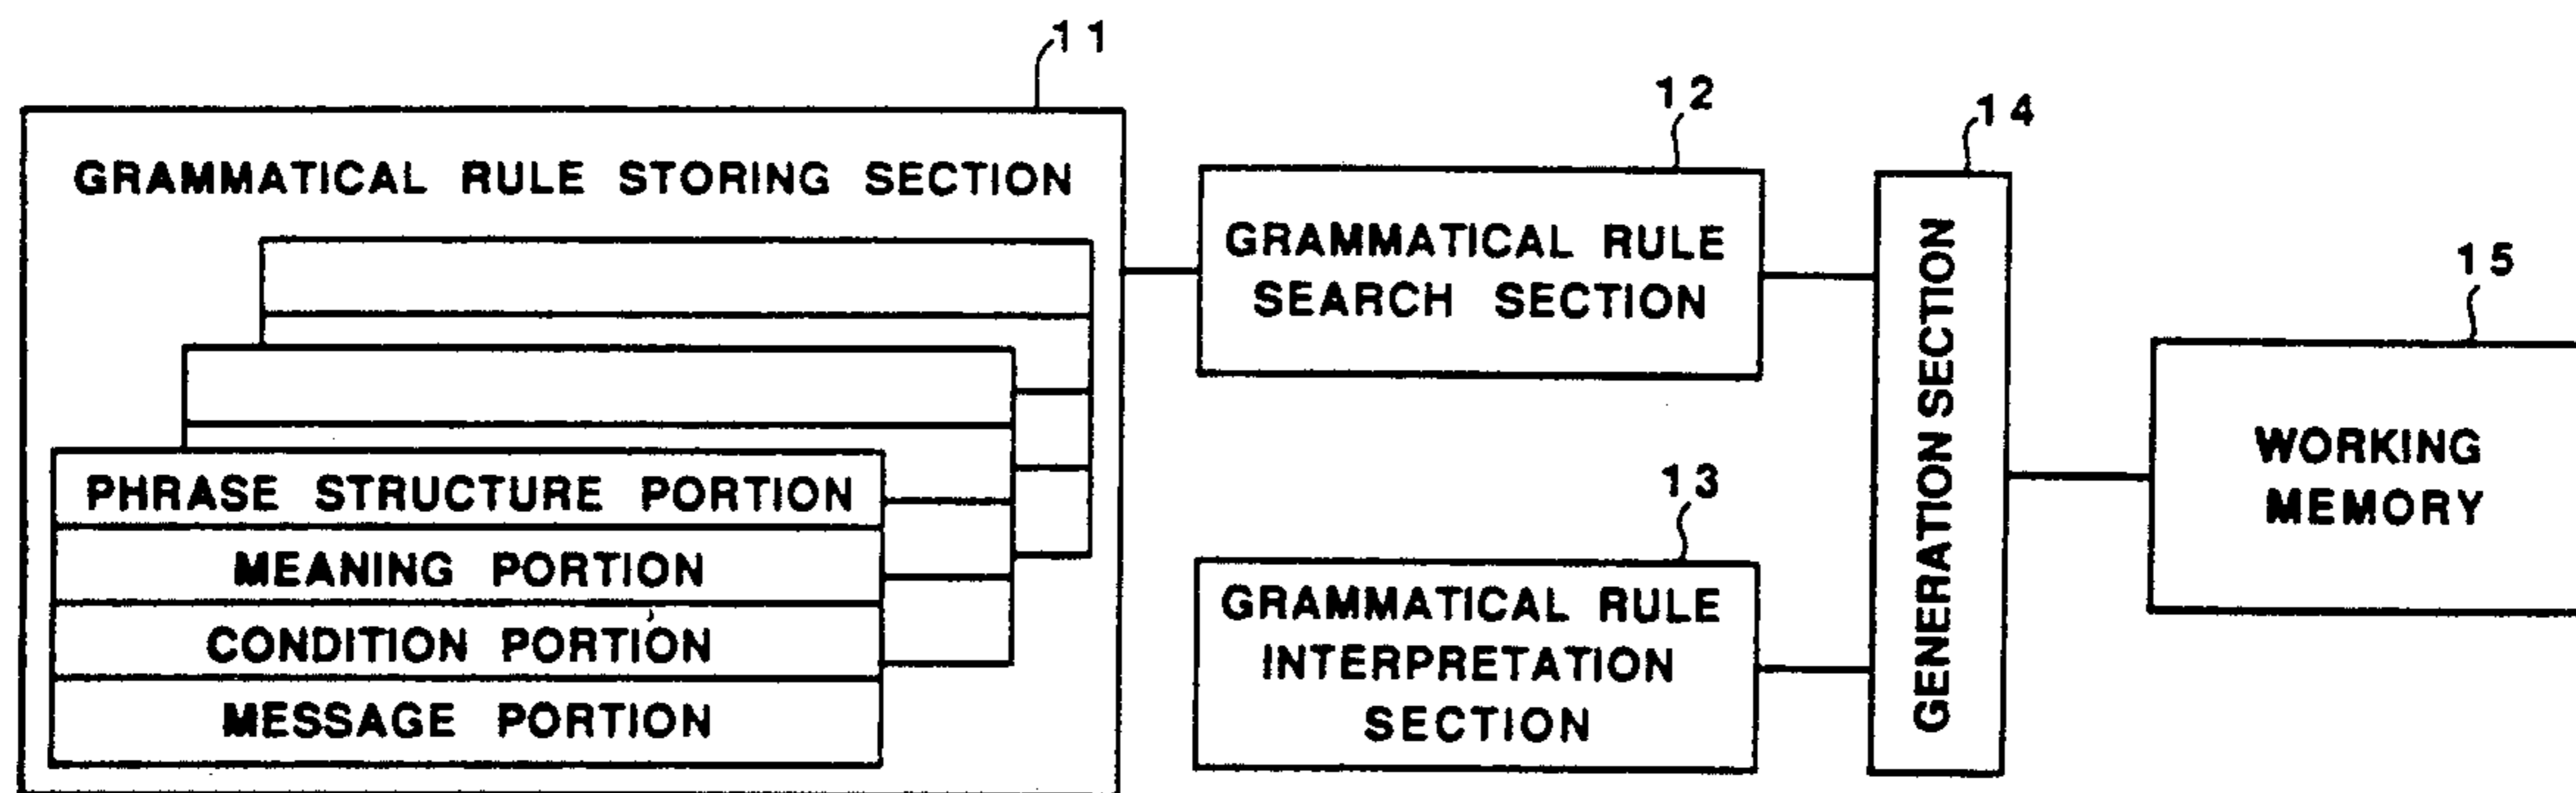 11
GRAMMATICAL RULE STORING SECTION
PHRASE STRUCTURE PORTION
MEANING PORTION
CONDITION PORTION
MESSAGE PORTION
12
GRAMMATICAL RULE
SEARCH SECTION
13
GRAMMATICAL RULE
INTERPRETATION
SECTION
14
GENERATION SECTION
15
WORKING
MEMORY